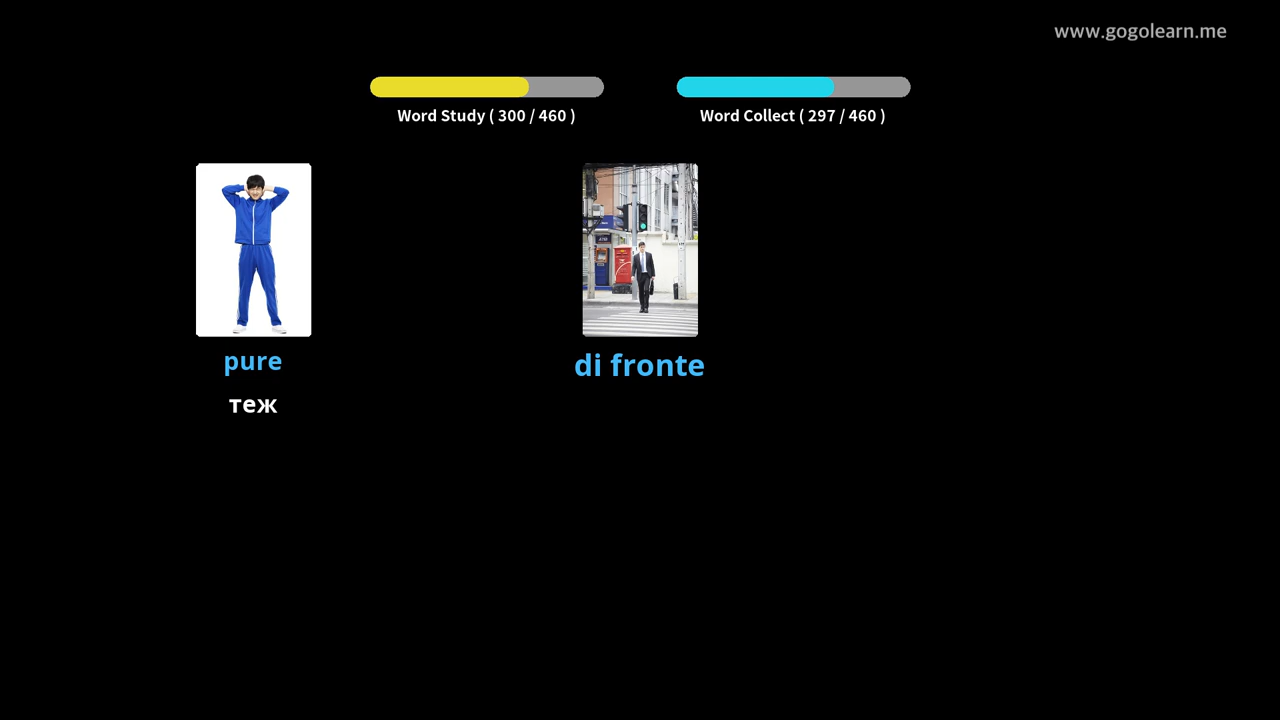 www.gogolearn.me
Word Study ( 300 / 460 )
Word Collect ( 297 / 460 )
pure
теж
di fronte